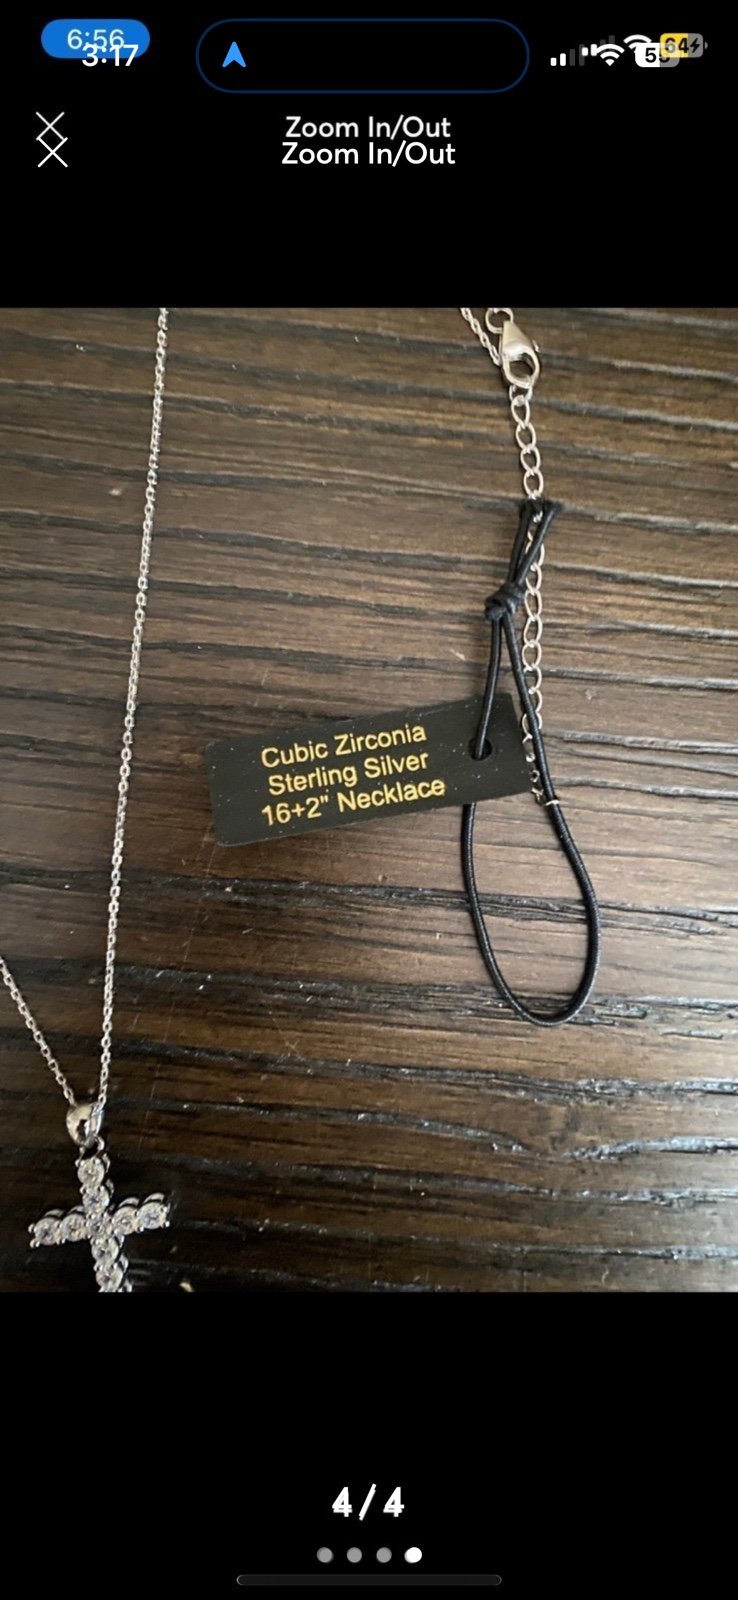 6:56
3:17
64
Zoom In/Out
Zoom In/Out
Cubic Zirconia
Sterling Silver
16+2" Necklace
4/4